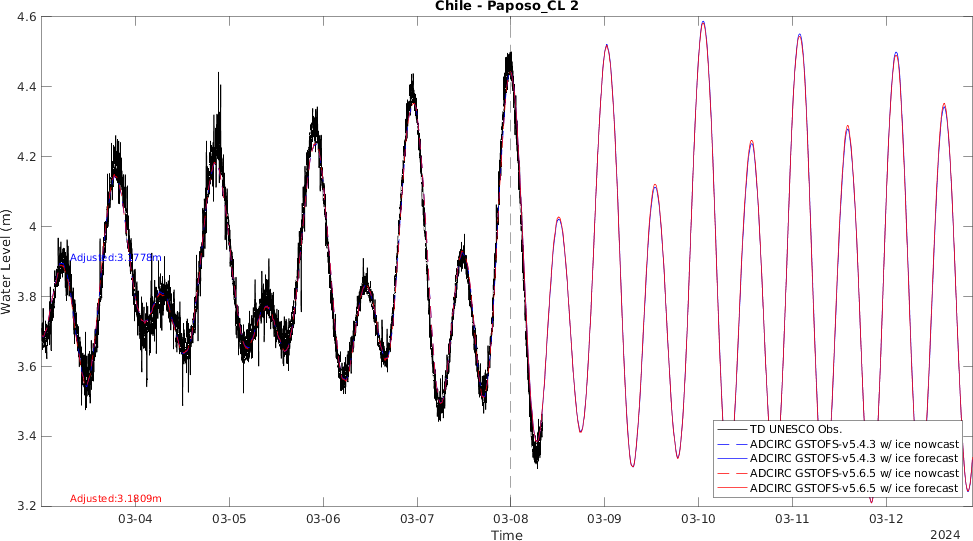 Chile - Paposo_CL 2
4.6
4.4
4.2
4
3.8
3.6
3.4
3.2
Water Level (m)
Adjusted:3.1778m
Adjusted:3.1809m
TD UNESCO Obs.
ADCIRC GSTOFS-v5.4.3 w/ ice nowcast
ADCIRC GSTOFS-v5.4.3 w/ ice forecast
ADCIRC GSTOFS-v5.6.5 w/ ice nowcast
ADCIRC GSTOFS-v5.6.5 w/ ice forecast
03-04 03-05 03-06 03-07 03-08 03-09 03-10 03-11 03-12
Time
2024